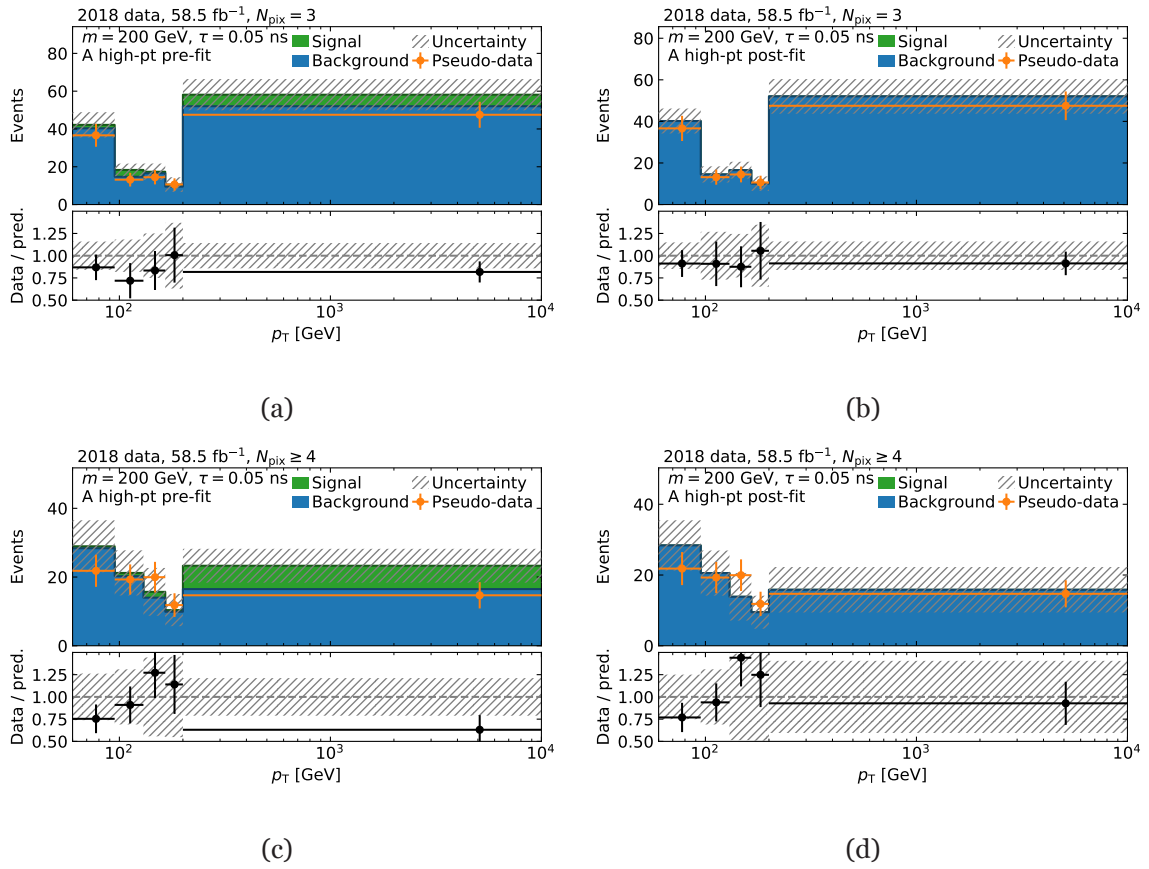 2018 data, 58.5 fb⁻¹, N_pix = 3
m = 200 GeV, τ = 0.05 ns
A high-pt pre-fit
Signal
Background
Uncertainty
Pseudo-data
Events
80
60
40
20
0
Data / pred.
1.25
1.00
0.75
0.50
10²
10³
10⁴
p_T [GeV]
(a)
2018 data, 58.5 fb⁻¹, N_pix = 3
m = 200 GeV, τ = 0.05 ns
A high-pt post-fit
Signal
Background
Uncertainty
Pseudo-data
Events
80
60
40
20
0
Data / pred.
1.25
1.00
0.75
0.50
10²
10³
10⁴
p_T [GeV]
(b)
2018 data, 58.5 fb⁻¹, N_pix ≥ 4
m = 200 GeV, τ = 0.05 ns
A high-pt pre-fit
Signal
Background
Uncertainty
Pseudo-data
Events
40
20
0
Data / pred.
1.25
1.00
0.75
0.50
10²
10³
10⁴
p_T [GeV]
(c)
2018 data, 58.5 fb⁻¹, N_pix ≥ 4
m = 200 GeV, τ = 0.05 ns
A high-pt post-fit
Signal
Background
Uncertainty
Pseudo-data
Events
40
20
0
Data / pred.
1.25
1.00
0.75
0.50
10²
10³
10⁴
p_T [GeV]
(d)